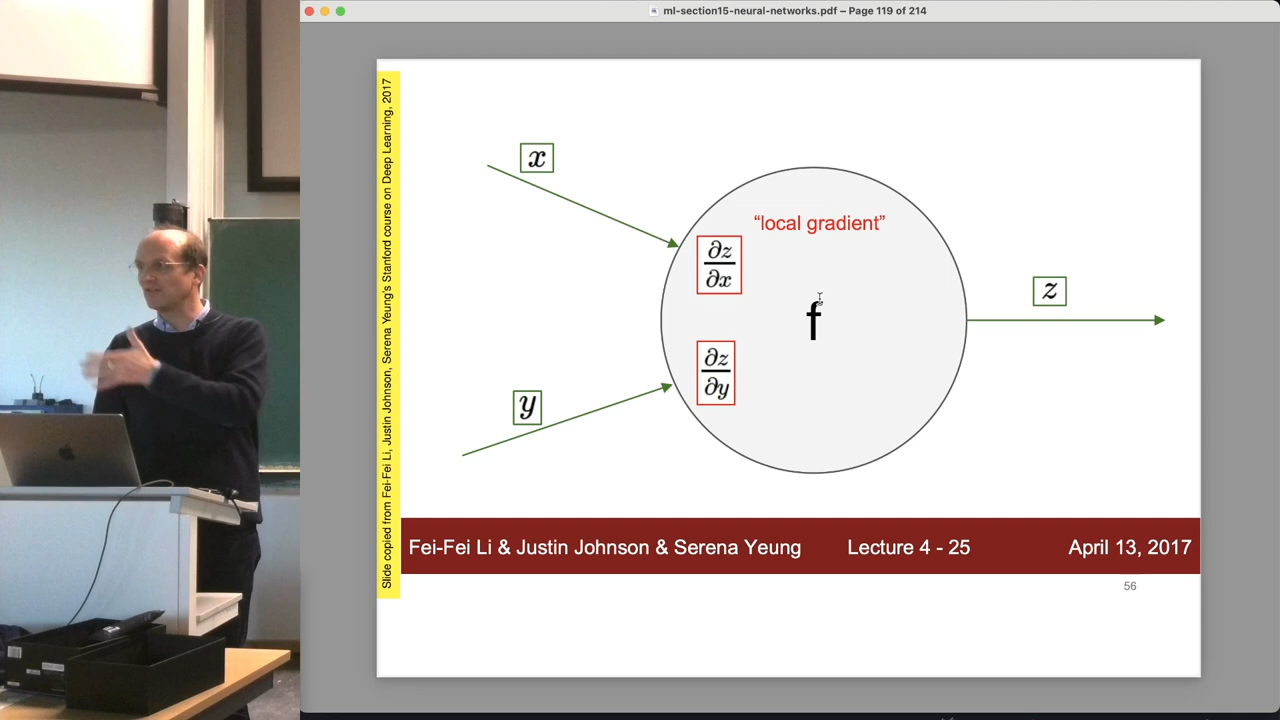 ml-section15-neural-networks.pdf – Page 119 of 214
Slide copied from Fei-Fei Li, Justin Johnson, Serena Yeung's Stanford course on Deep Learning, 2017
x
“local gradient”
∂z
∂x
z
f
∂z
∂y
y
Fei-Fei Li & Justin Johnson & Serena Yeung Lecture 4 - 25 April 13, 2017
56